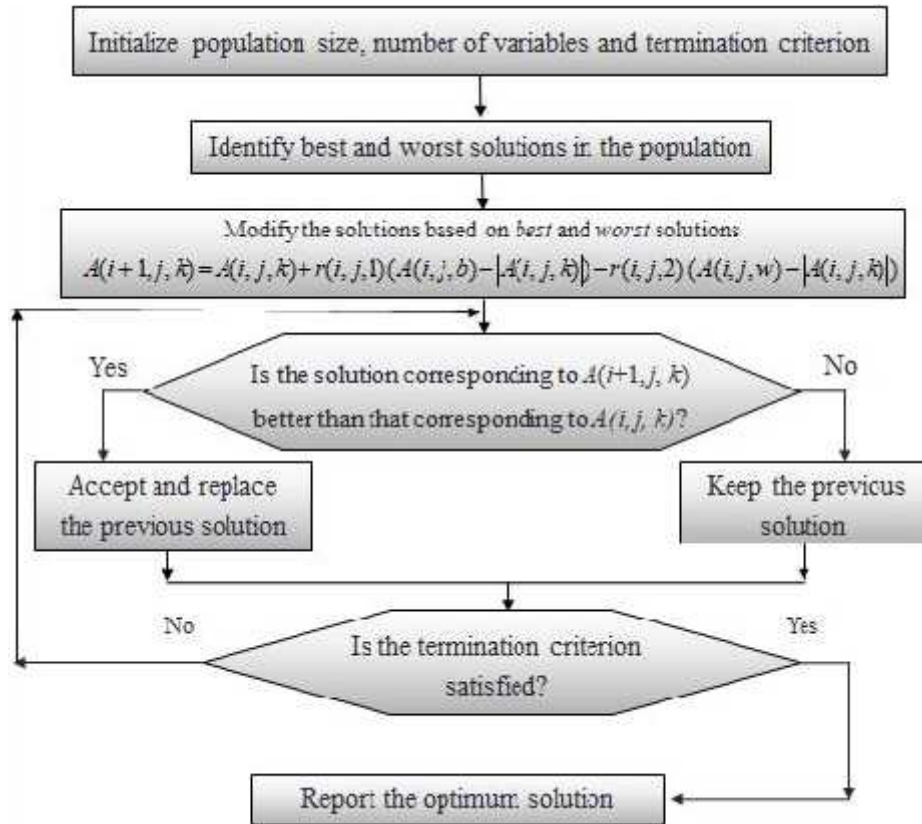 Initialize population size, number of variables and termination criterion
Identify best and worst solutions in the population
Modify the solutions based on best and worst solutions
A(i+1,j,k)=A(i,j,k)+r(i,j,1)(A(i,j,b)−|A(i,j,k)|)−r(i,j,2)(A(i,j,w)−|A(i,j,k)|)
Yes
Is the solution corresponding to A(i+1,j,k)
better than that corresponding to A(i,j,k)?
No
Accept and replace
the previous solution
Keep the previcus
solution
No
Is the termination criterion
satisfied?
Yes
Report the optimum solution